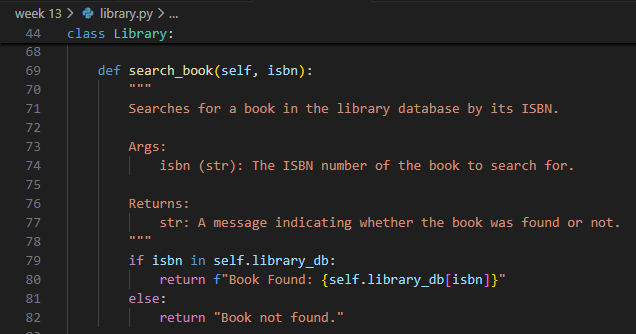 week 13 > library.py > ...
44 class Library:
68
69     def search_book(self, isbn):
70         """
71         Searches for a book in the library database by its ISBN.
72
73         Args:
74             isbn (str): The ISBN number of the book to search for.
75
76         Returns:
77             str: A message indicating whether the book was found or not.
78         """
79         if isbn in self.library_db:
80             return f"Book Found: {self.library_db[isbn]}"
81         else:
82             return "Book not found."